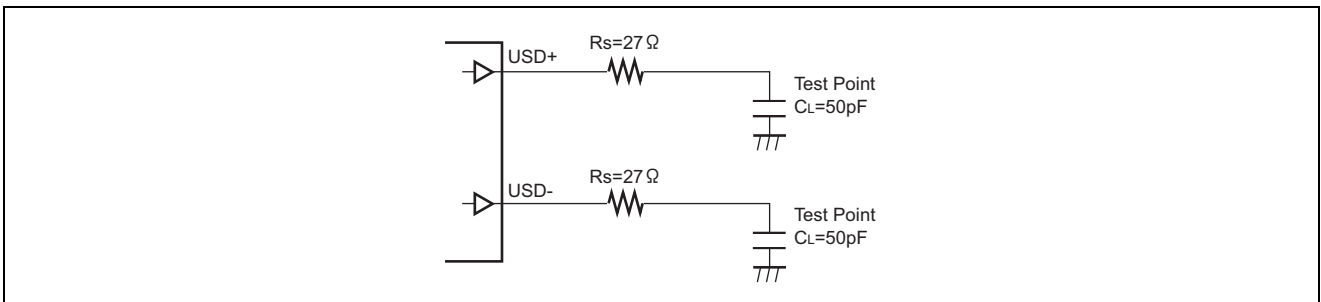 Rs=27Ω
USD+
Test Point
CL=50pF
Rs=27Ω
USD-
Test Point
CL=50pF